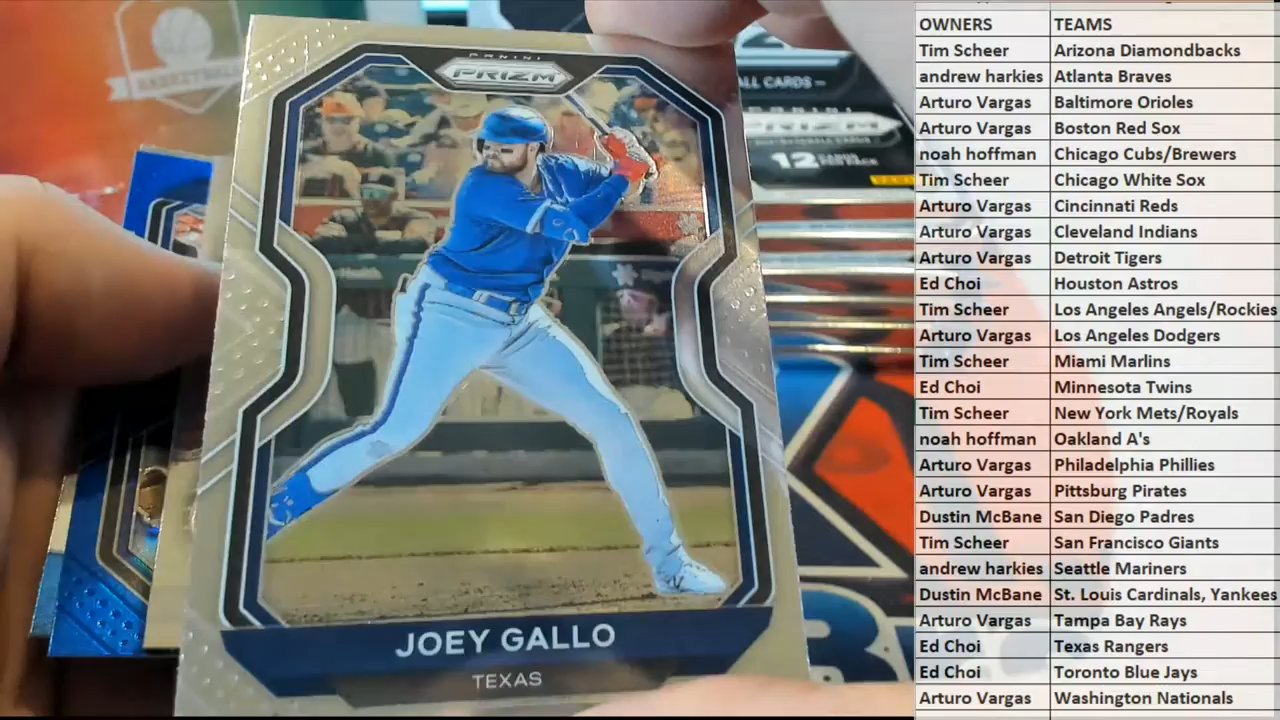 BASKETBALL
PANINI
PRIZM
ALL CARDS
PANINI
PRIZM
12
JOEY GALLO
TEXAS
OWNERS TEAMS
Tim Scheer Arizona Diamondbacks
andrew harkies Atlanta Braves
Arturo Vargas Baltimore Orioles
Arturo Vargas Boston Red Sox
noah hoffman Chicago Cubs/Brewers
Tim Scheer Chicago White Sox
Arturo Vargas Cincinnati Reds
Arturo Vargas Cleveland Indians
Arturo Vargas Detroit Tigers
Ed Choi Houston Astros
Tim Scheer Los Angeles Angels/Rockies
Arturo Vargas Los Angeles Dodgers
Tim Scheer Miami Marlins
Ed Choi Minnesota Twins
Tim Scheer New York Mets/Royals
noah hoffman Oakland A's
Arturo Vargas Philadelphia Phillies
Arturo Vargas Pittsburg Pirates
Dustin McBane San Diego Padres
Tim Scheer San Francisco Giants
andrew harkies Seattle Mariners
Dustin McBane St. Louis Cardinals, Yankees
Arturo Vargas Tampa Bay Rays
Ed Choi Texas Rangers
Ed Choi Toronto Blue Jays
Arturo Vargas Washington Nationals